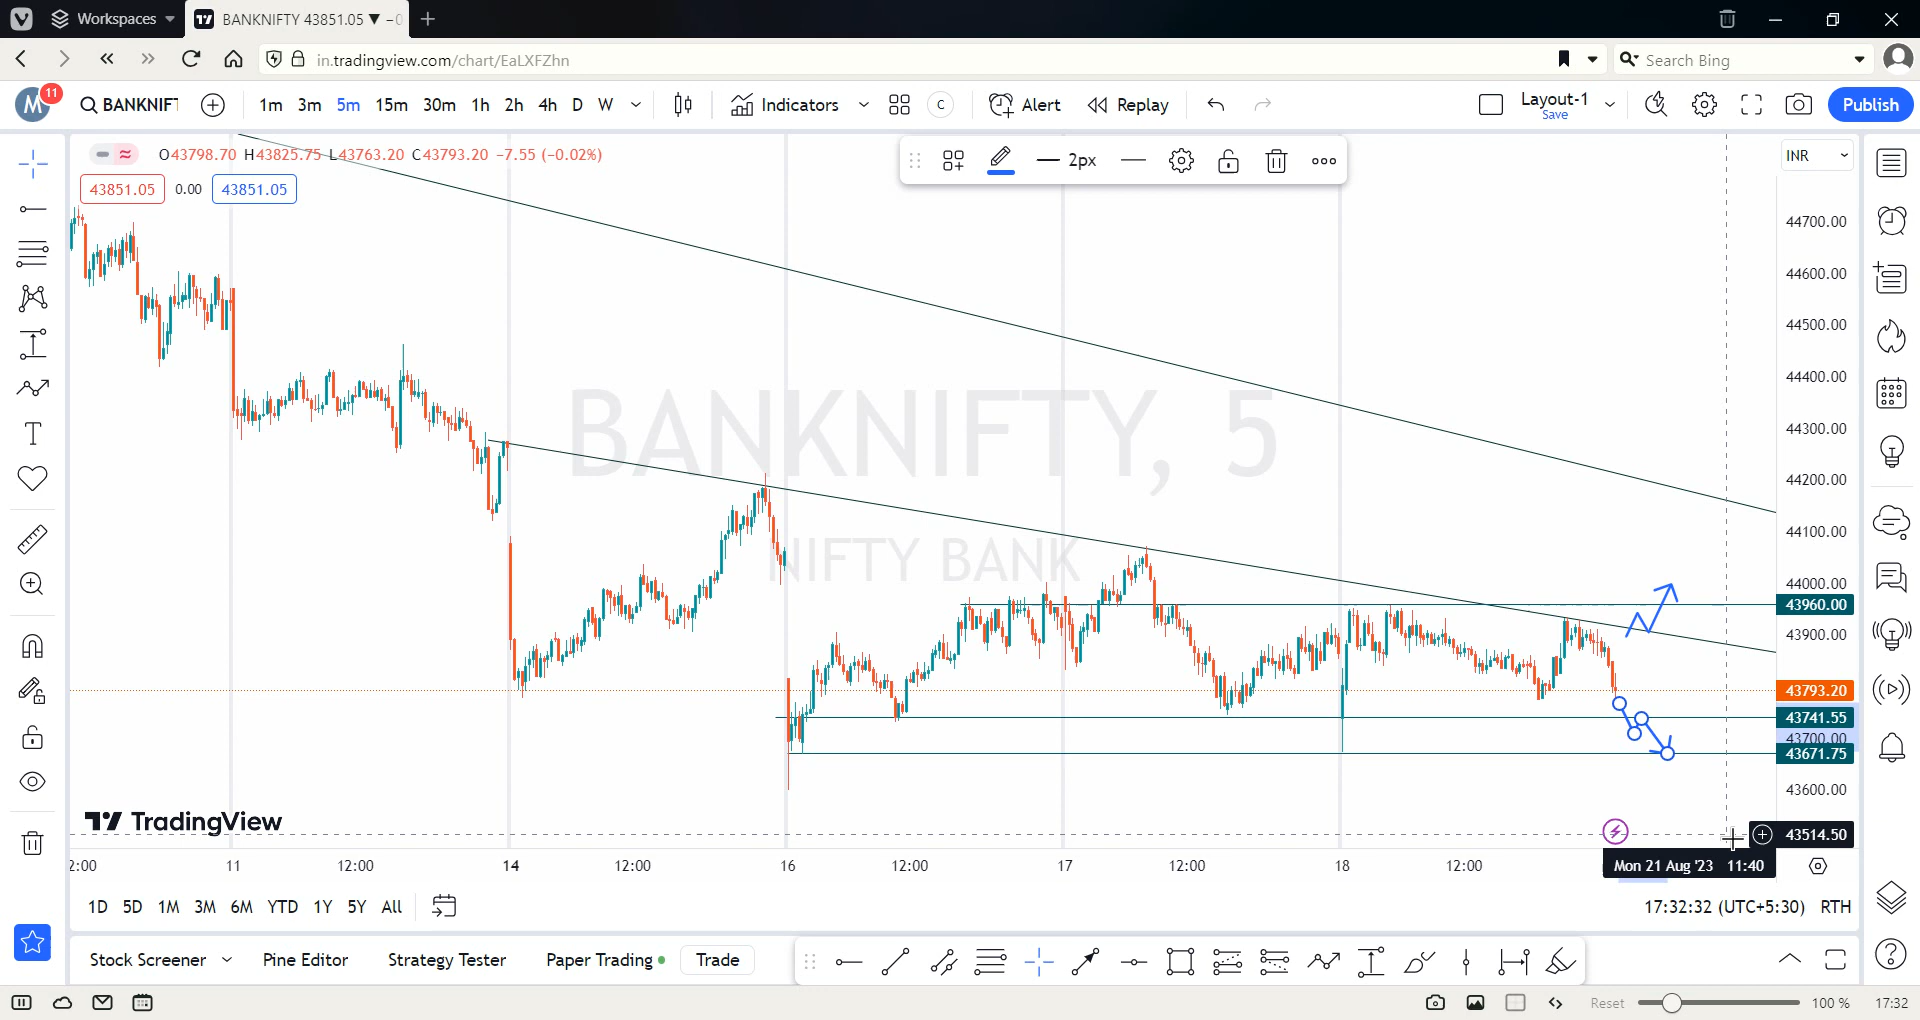 Workspaces
BANKNIFTY 43851.05 ▼ −0
in.tradingview.com/chart/EaLXFZhn
Search Bing
M
11
BANKNIFT
1m 3m 5m 15m 30m 1h 2h 4h D W
Indicators
C
Alert
Replay
Layout-1
Save
Publish
O43798.70 H43825.75 L43763.20 C43793.20 −7.55 (−0.02%)
43851.05 0.00 43851.05
2px
INR
44700.00
44600.00
44500.00
44400.00
44300.00
44200.00
44100.00
44000.00
43960.00
43900.00
43793.20
43741.55
43700.00
43671.75
43600.00
43514.50
BANKNIFTY, 5
NIFTY BANK
TradingView
2:00 11 12:00 14 12:00 16 12:00 17 12:00 18 12:00
Mon 21 Aug '23 11:40
1D 5D 1M 3M 6M YTD 1Y 5Y All
17:32:32 (UTC+5:30) RTH
Stock Screener Pine Editor Strategy Tester Paper Trading Trade
Reset 100 % 17:32